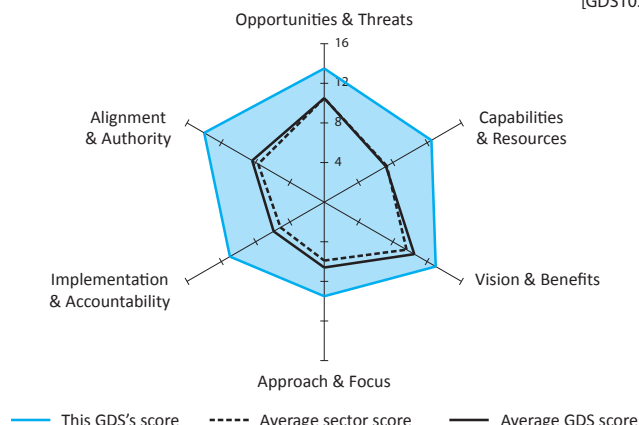 [GDS10
Opportunities & Threats
16
12
8
4
Alignment
& Authority
Capabilities
& Resources
Implementation
& Accountability
Vision & Benefits
Approach & Focus
This GDS's score
Average sector score
Average GDS score